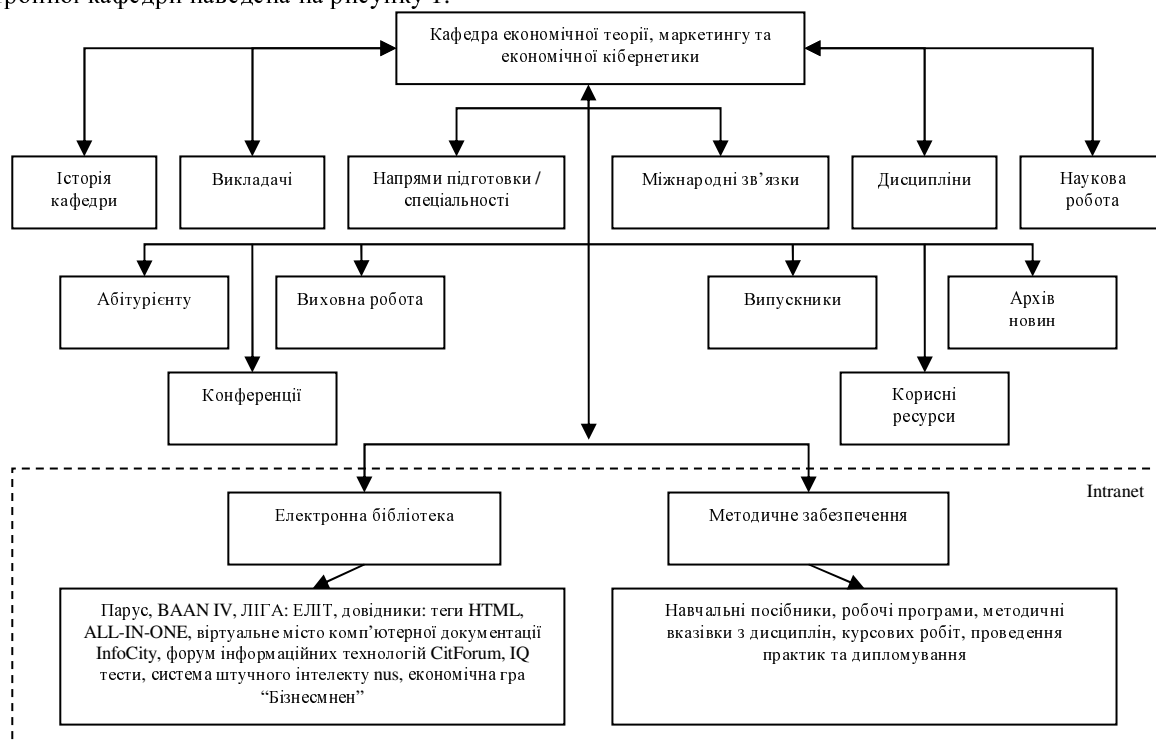 тронної кафедри наведена на рисунку 1.
Кафедра економічної теорії, маркетингу та
економічної кібернетики
Історія
кафедри
Викладачі
Напрями підготовки /
спеціальності
Міжнародні зв’язки
Дисципліни
Наукова
робота
Абітурієнту
Виховна робота
Випускники
Архів
новин
Конференції
Корисні
ресурси
Intranet
Електронна бібліотека
Методичне забезпечення
Парус, BAAN IV, ЛІГА: ЕЛІТ, довідники: теги HTML,
ALL-IN-ONE, віртуальне місто комп’ютерної документації
InfoCity, форум інформаційних технологій CitForum, IQ
тести, система штучного інтелекту nus, економічна гра
“Бізнесмнен”
Навчальні посібники, робочі програми, методичні
вказівки з дисциплін, курсових робіт, проведення
практик та дипломування